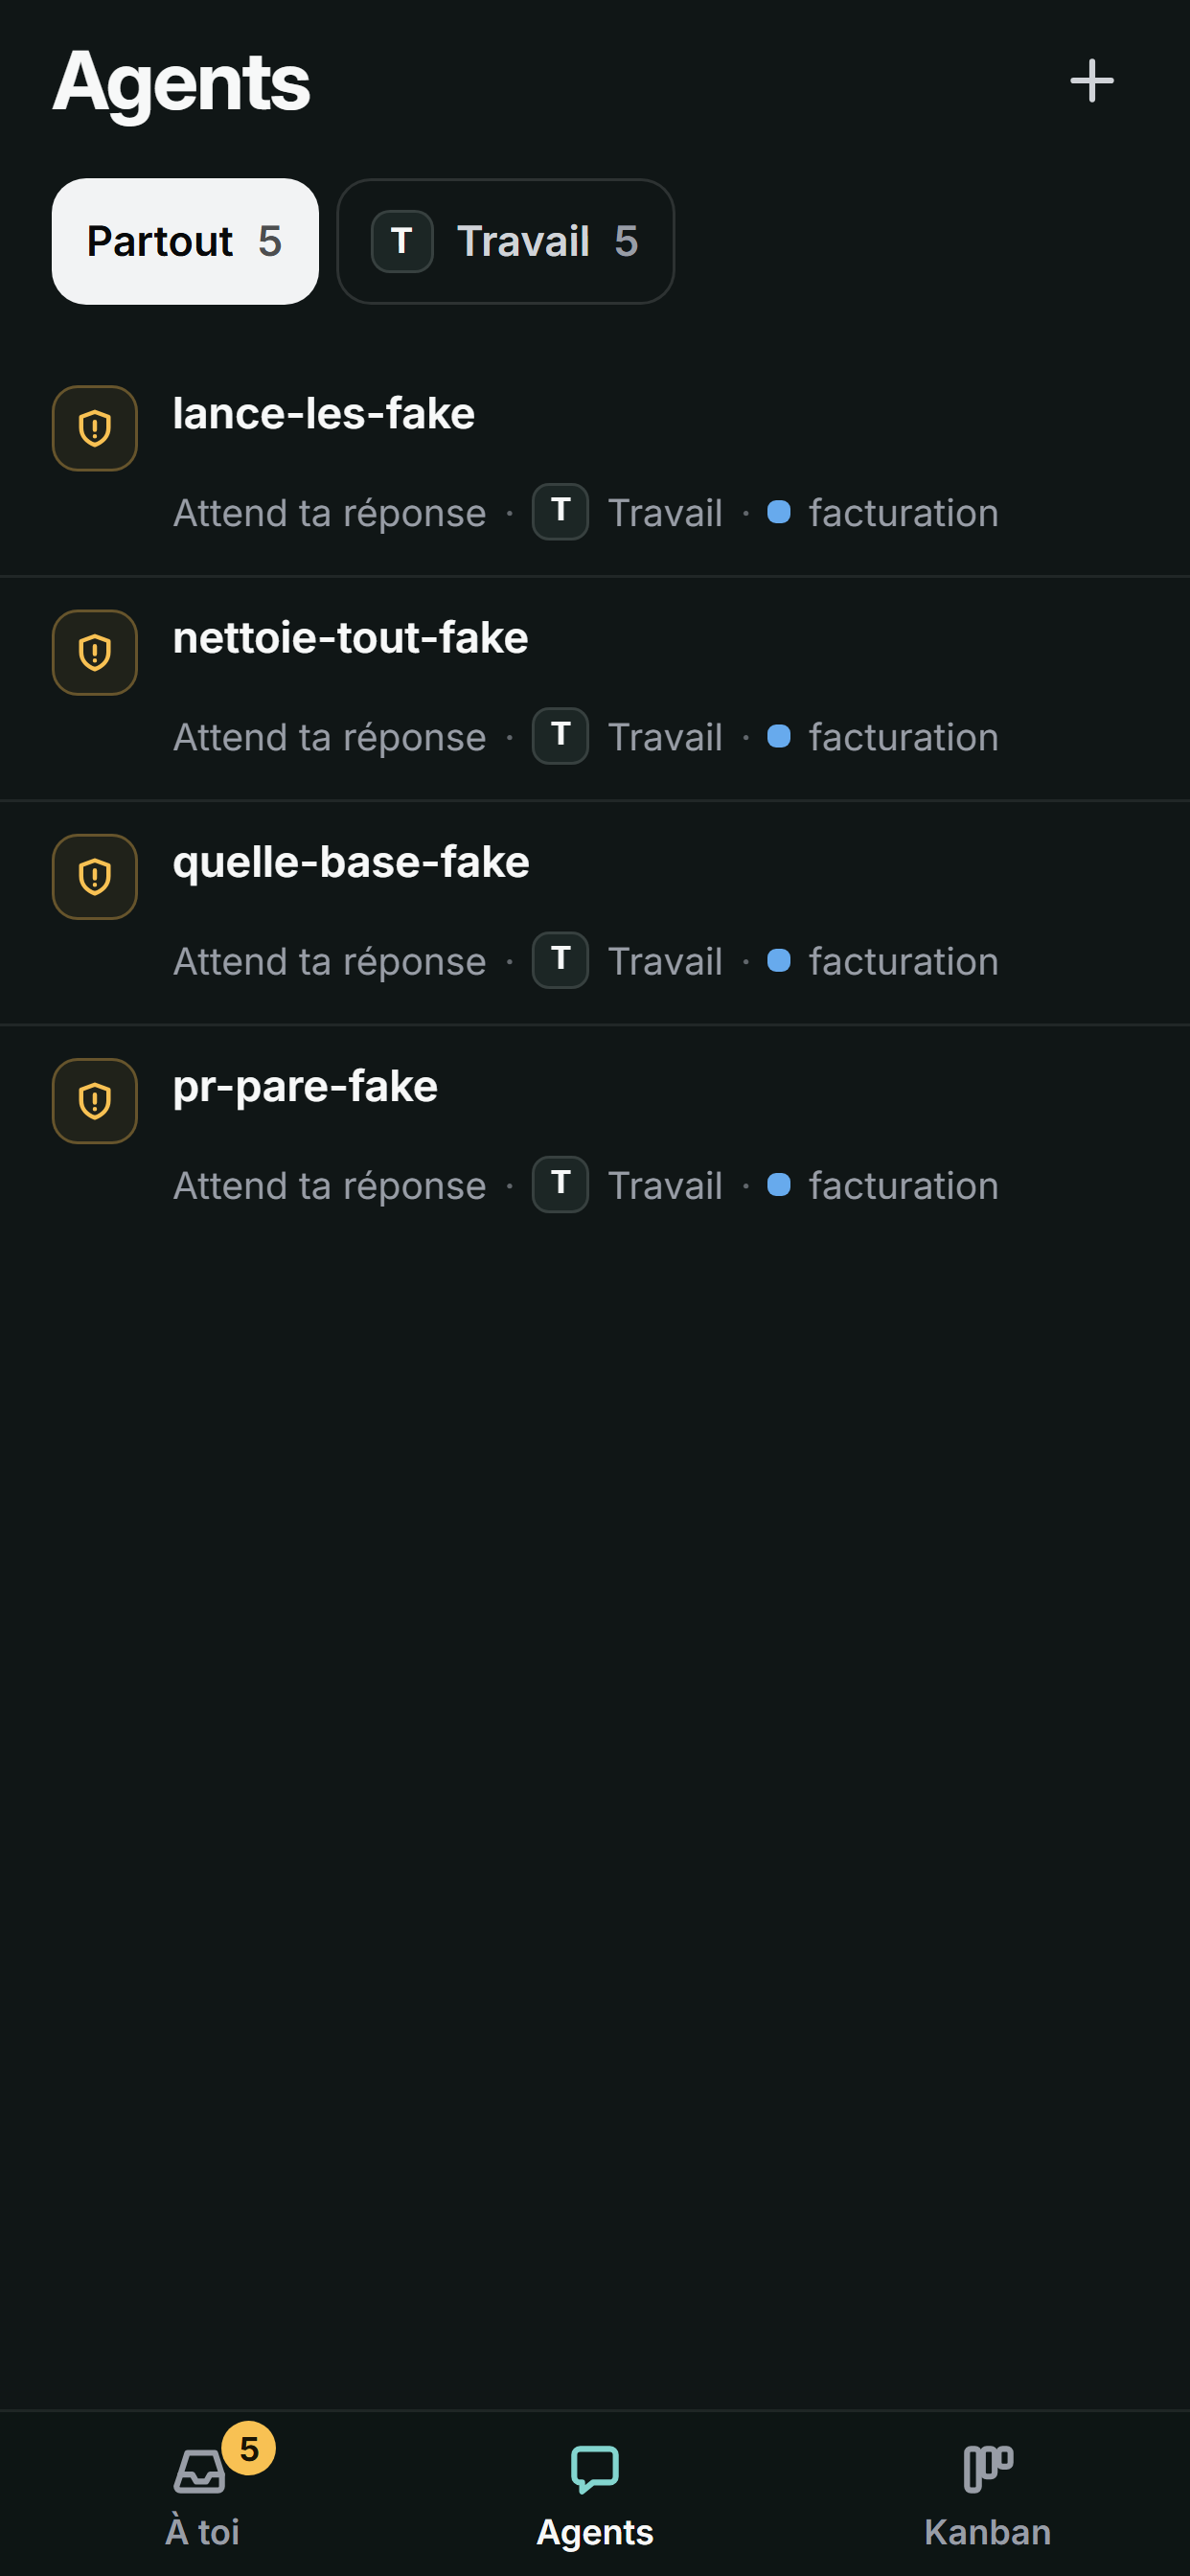 Agents
Partout 5 T Travail 5
lance-les-fake
Attend ta réponse · T Travail · facturation
nettoie-tout-fake
Attend ta réponse · T Travail · facturation
quelle-base-fake
Attend ta réponse · T Travail · facturation
pr-pare-fake
Attend ta réponse · T Travail · facturation
5
À toi Agents Kanban